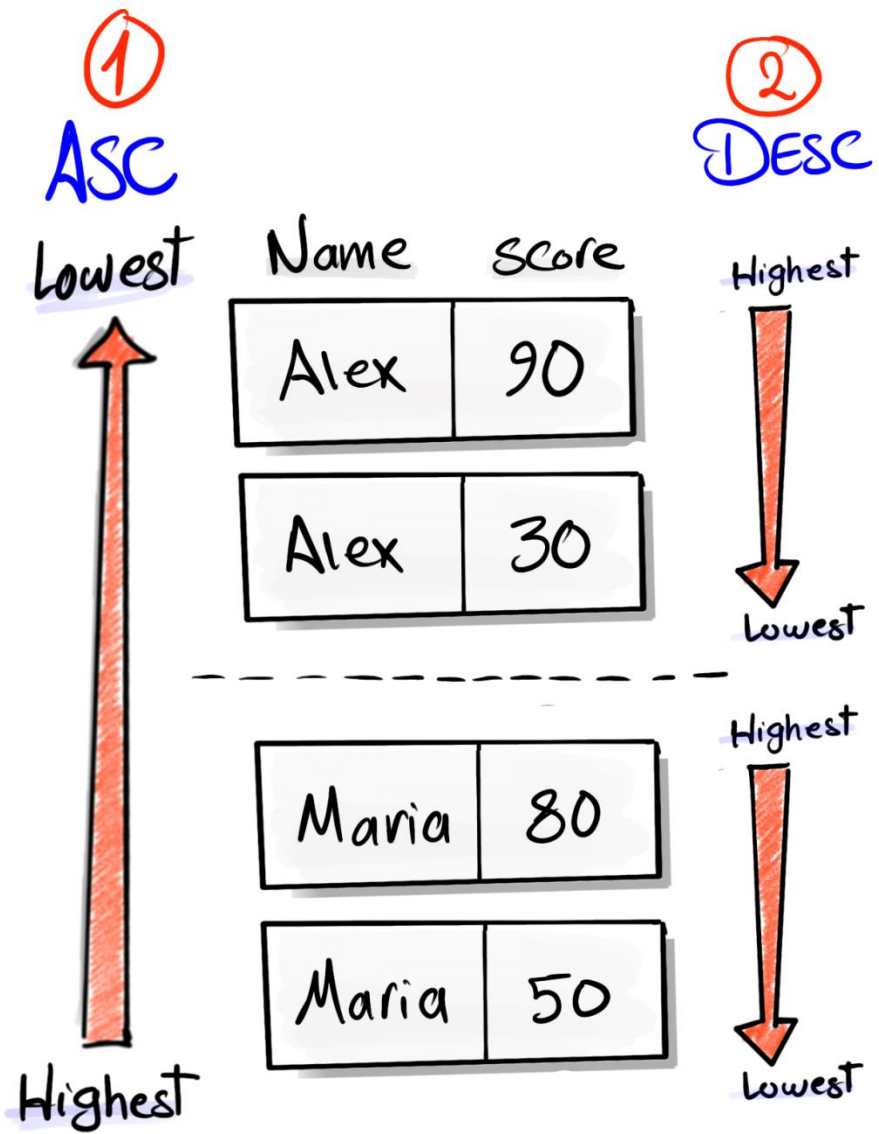 1 2
ASC DESC
Lowest Name score Highest
Alex 90
Alex 30
Lowest
Highest
Maria 80
Maria 50
Highest Lowest